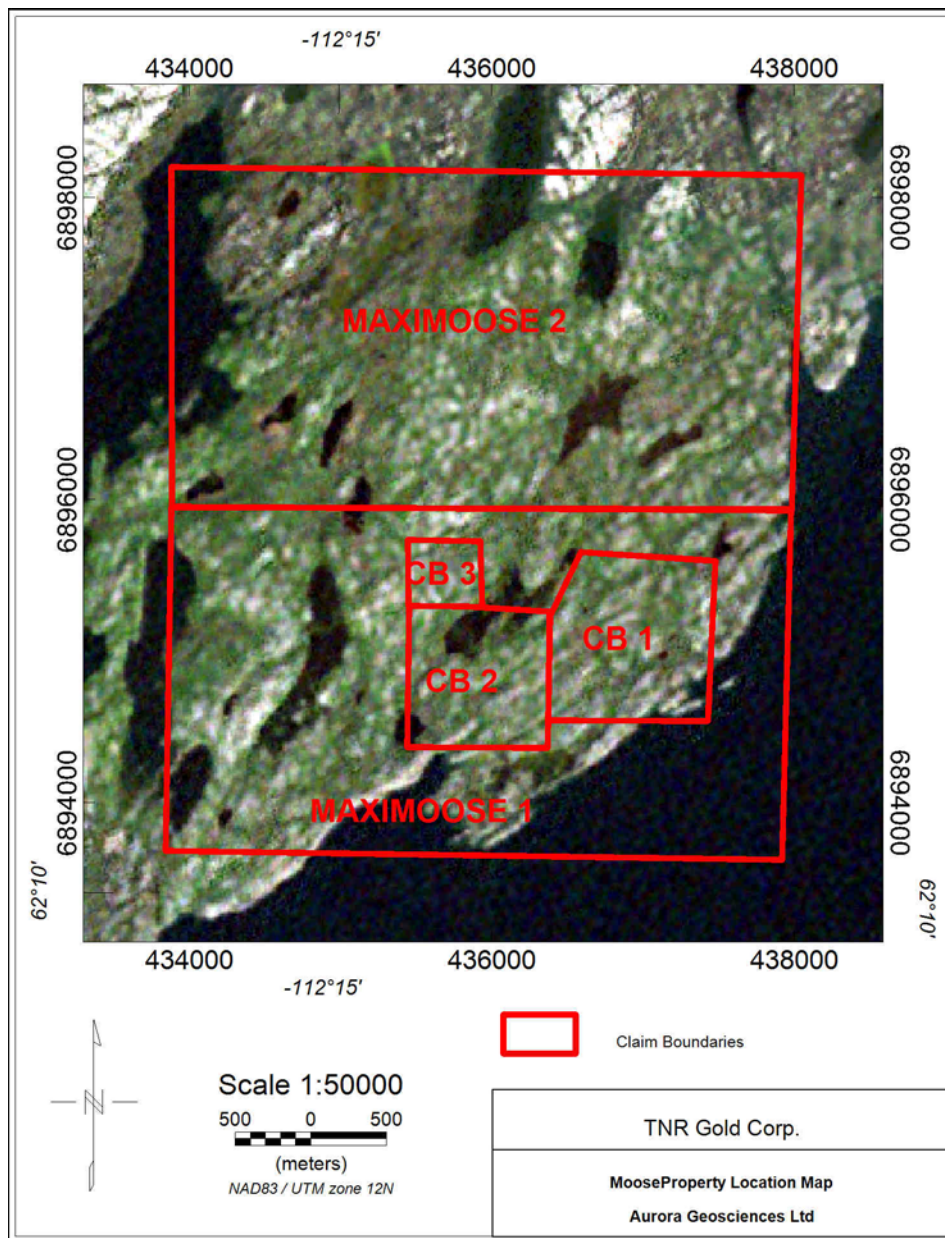 -112°15'
434000 436000 438000
6898000 6898000
MAXIMOOSE 2
6896000 6896000
CB 3
CB 1
CB 2
MAXIMOOSE 1
6894000 6894000
62°10' 62°10'
434000 436000 438000
-112°15'
Claim Boundaries
N
Scale 1:50000
500 0 500
(meters)
NAD83 / UTM zone 12N
TNR Gold Corp.
MooseProperty Location Map
Aurora Geosciences Ltd